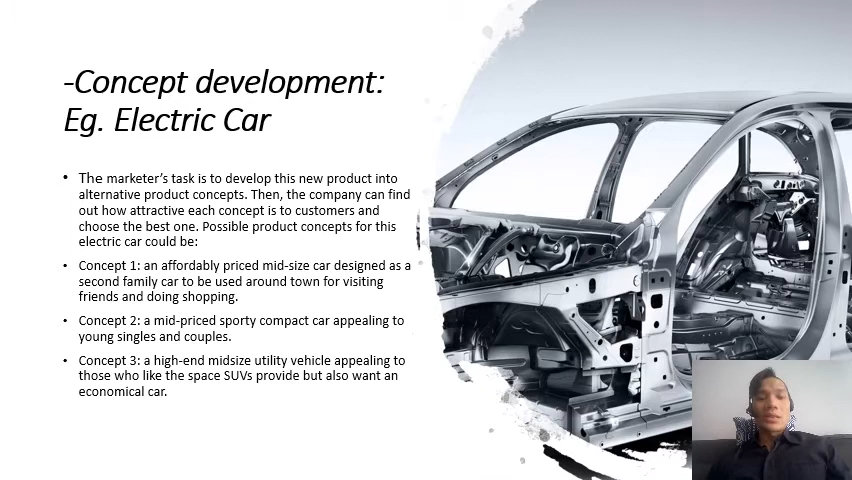 -Concept development:
Eg. Electric Car
• The marketer’s task is to develop this new product into
alternative product concepts. Then, the company can find
out how attractive each concept is to customers and
choose the best one. Possible product concepts for this
electric car could be:
• Concept 1: an affordably priced mid-size car designed as a
second family car to be used around town for visiting
friends and doing shopping.
• Concept 2: a mid-priced sporty compact car appealing to
young singles and couples.
• Concept 3: a high-end midsize utility vehicle appealing to
those who like the space SUVs provide but also want an
economical car.